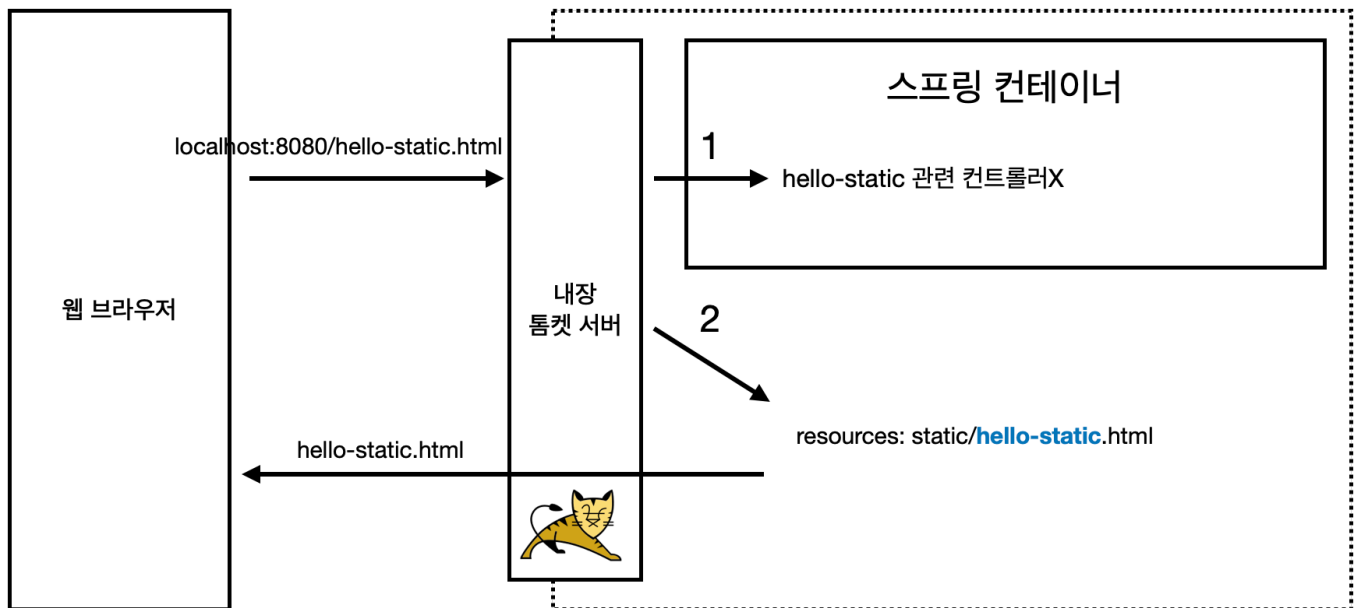 스프링 컨테이너
localhost:8080/hello-static.html
1
hello-static 관련 컨트롤러X
웹 브라우저
내장
톰켓 서버
2
resources: static/hello-static.html
hello-static.html